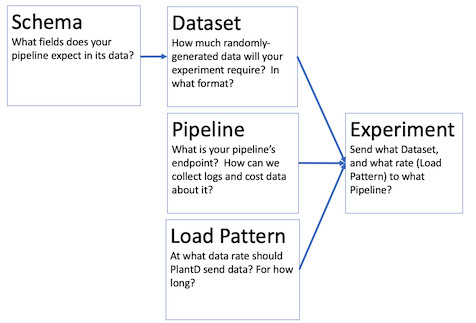 Schema
What fields does your
pipeline expect in its data?
Dataset
How much randomly-
generated data will your
experiment require?  In
what format?
Pipeline
What is your pipeline's
endpoint?  How can we
collect logs and cost data
about it?
Load Pattern
At what data rate should
PlantD send data? For how
long?
Experiment
Send what Dataset,
and what rate (Load
Pattern) to what
Pipeline?